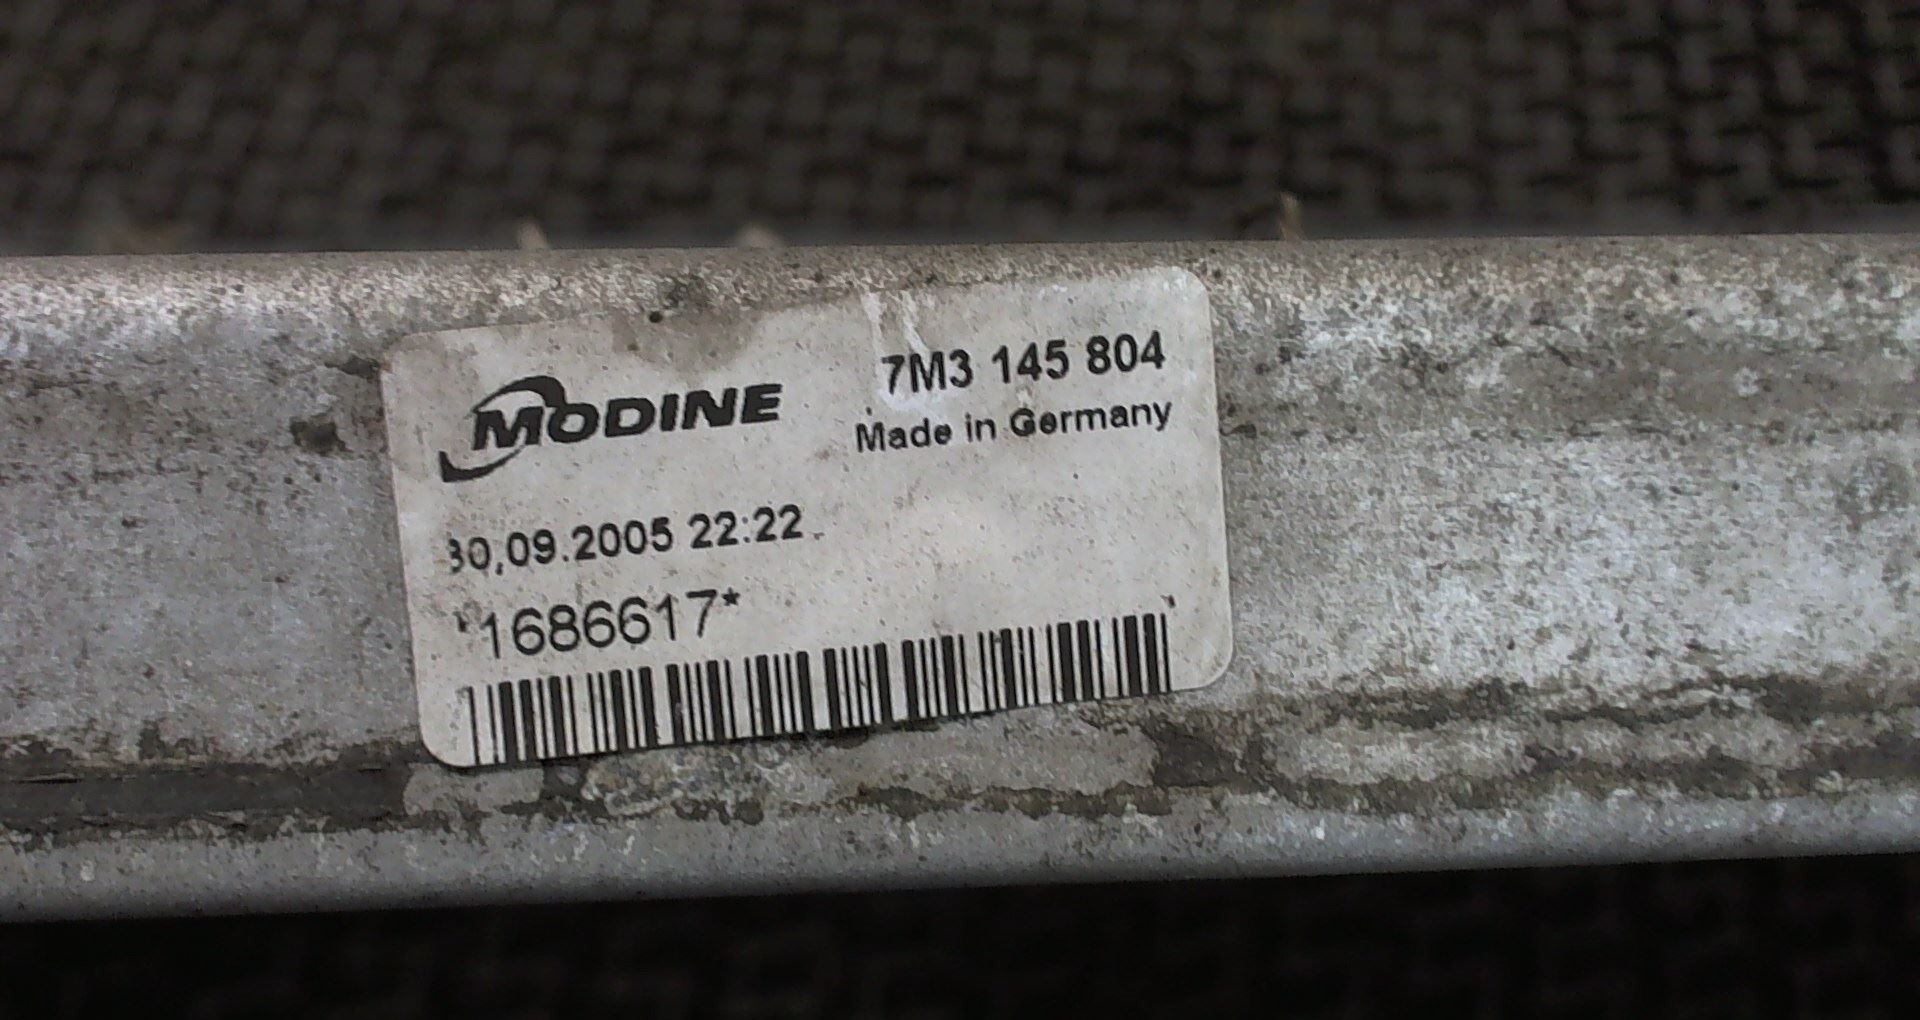 MODINE
7M3 145 804
Made in Germany
30.09.2005 22:22
*1686617*